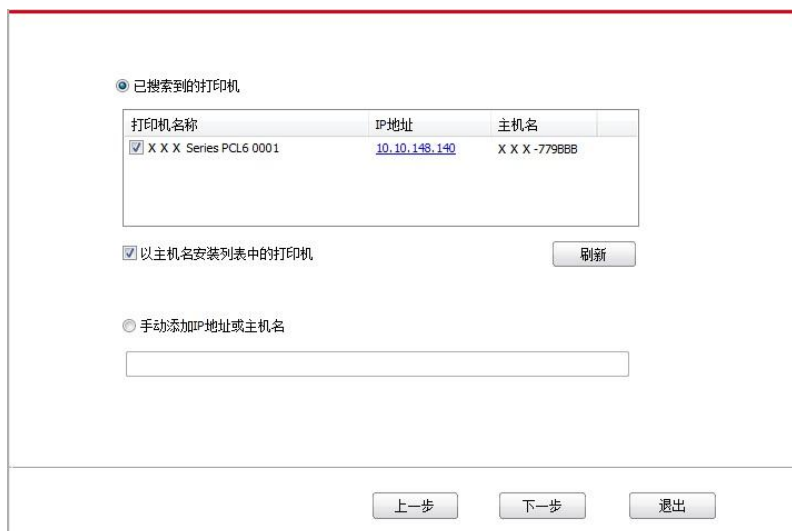 已搜索到的打印机
打印机名称 IP地址 主机名
X X X Series PCL6 0001 10.10.148.140 X X X -779BBB
以主机名安装列表中的打印机 刷新
手动添加IP地址或主机名
上一步 下一步 退出